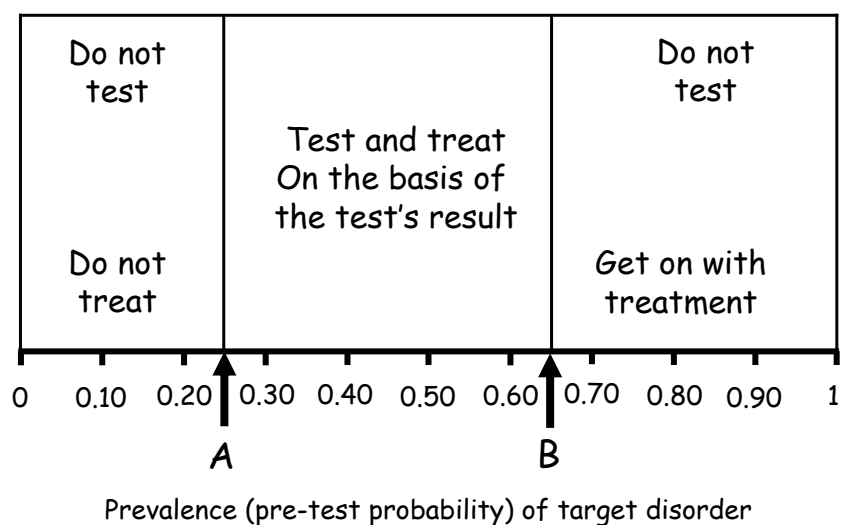 Do not
test
Do not
treat
Test and treat
On the basis of
the test's result
Do not
test
Get on with
treatment
0 0.10 0.20 0.30 0.40 0.50 0.60 0.70 0.80 0.90 1
A B
Prevalence (pre-test probability) of target disorder